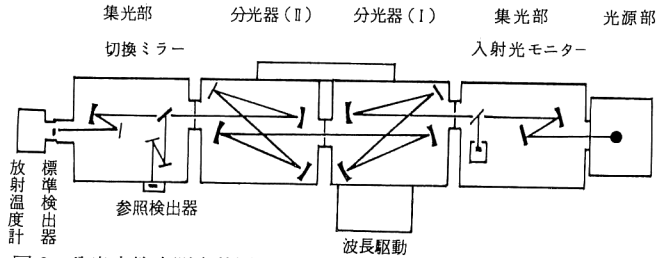 集光部
分光器(Ⅱ)
分光器(Ⅰ)
集光部
光源部
切換ミラー
入射光モニター
放射温度計
標準検出器
参照検出器
波長駆動